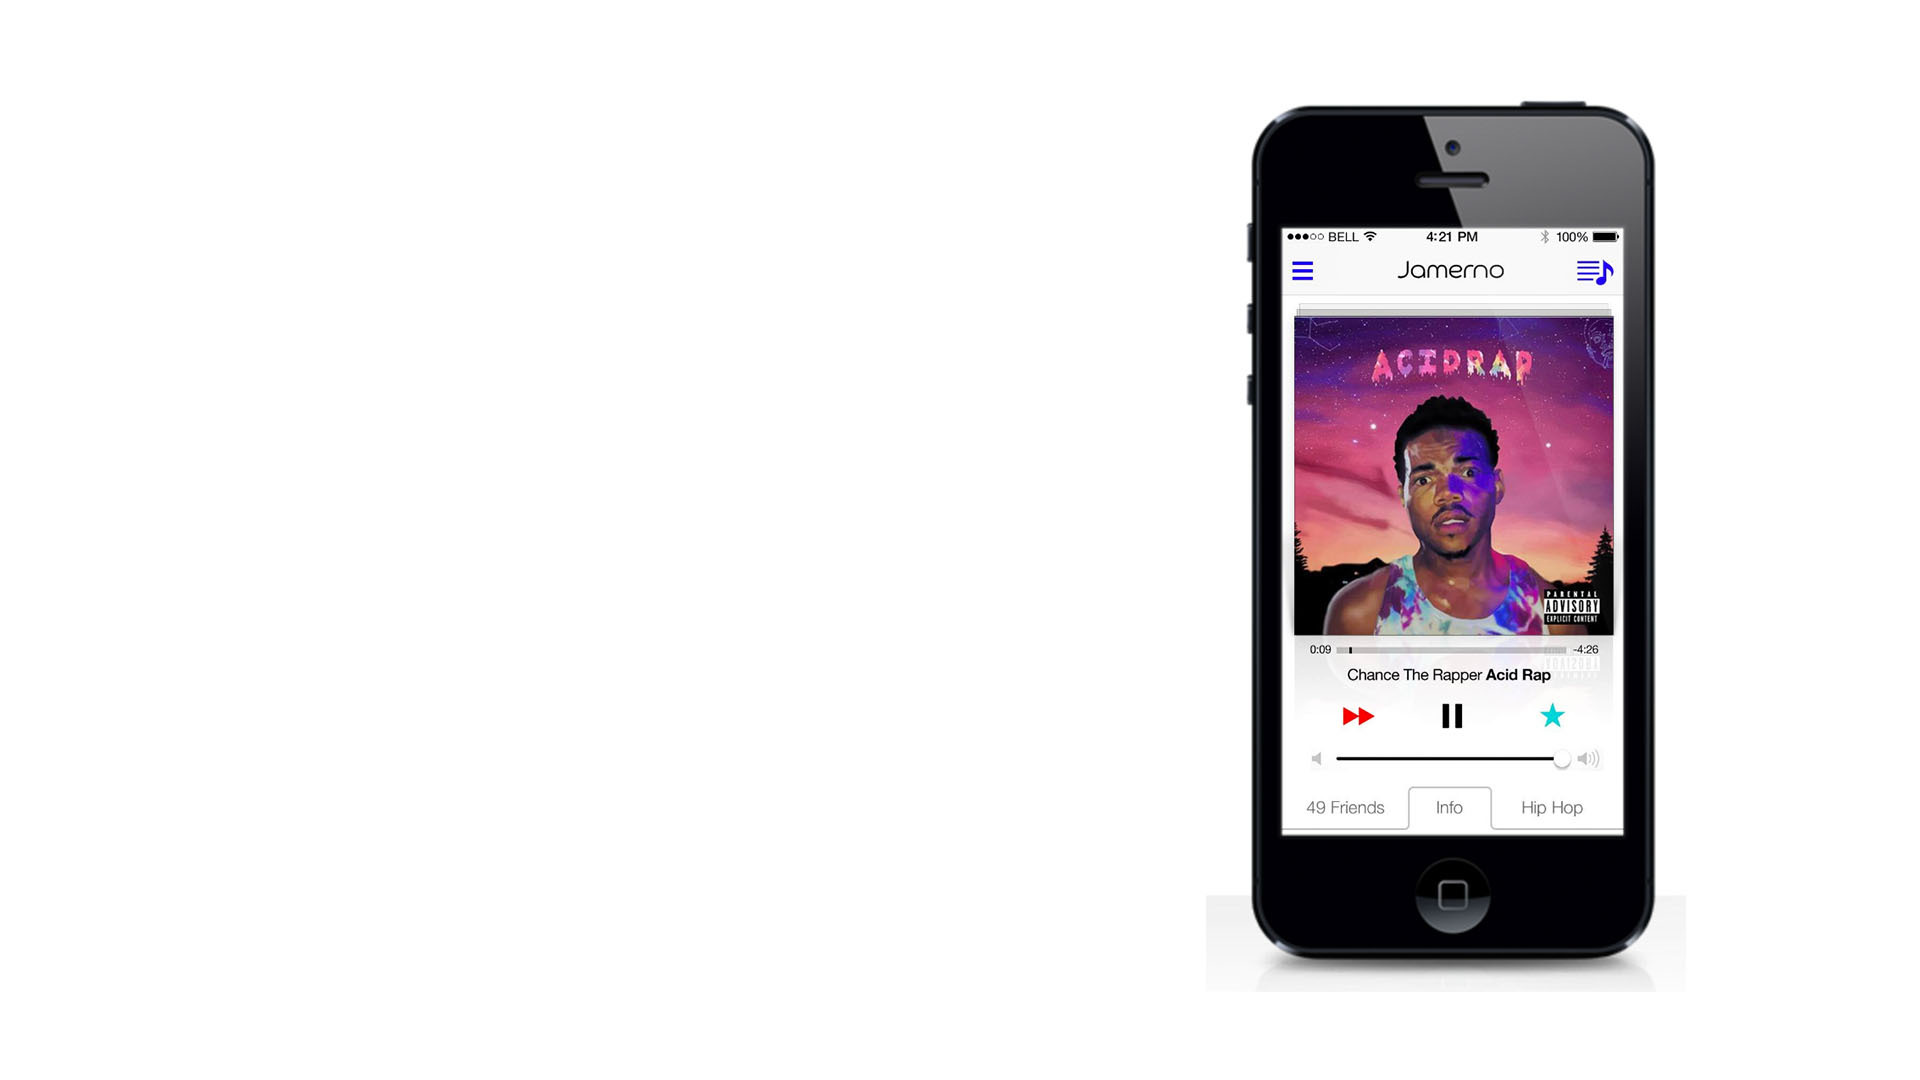 BELL 4:21 PM 100%
Jamerno
ACIDRAP
PARENTAL
ADVISORY
EXPLICIT CONTENT
0:09 -4:26
Chance The Rapper Acid Rap
49 Friends Info Hip Hop